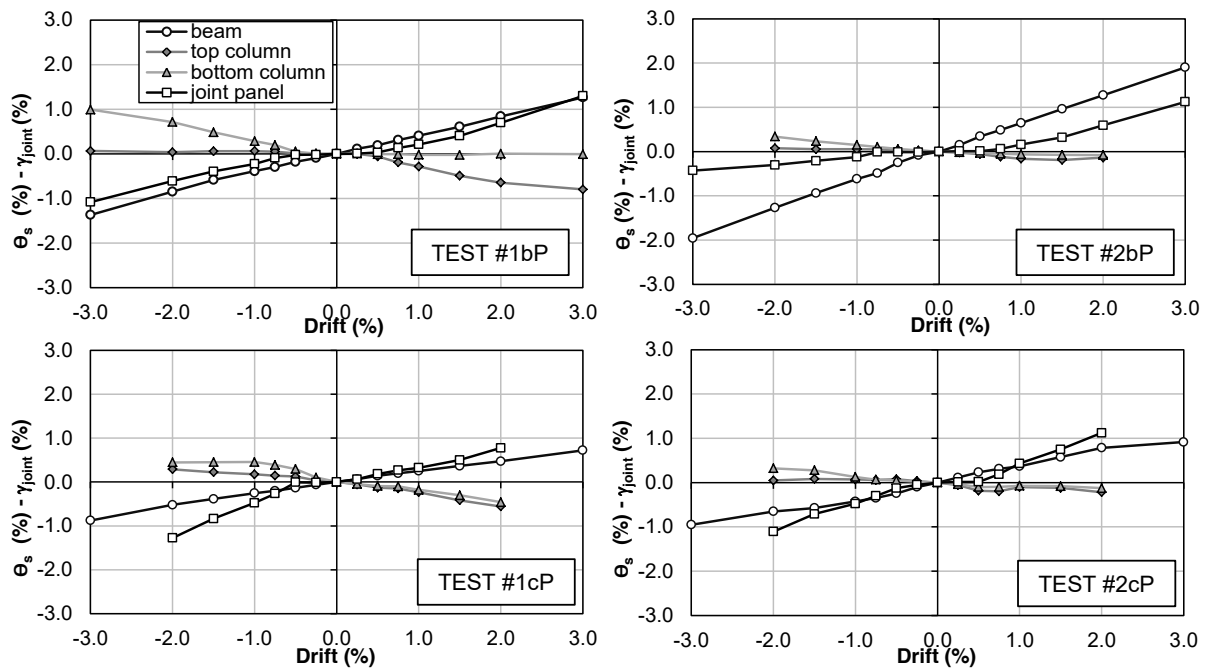 3.0
2.0
1.0
0.0
-1.0
-2.0
-3.0
ϴs (%) - γjoint (%)
beam
top column
bottom column
joint panel
TEST #1bP
-3.0 -2.0 -1.0 0.0 1.0 2.0 3.0
Drift (%)
3.0
2.0
1.0
0.0
-1.0
-2.0
-3.0
ϴs (%) - γjoint (%)
TEST #2bP
-3.0 -2.0 -1.0 0.0 1.0 2.0 3.0
Drift (%)
3.0
2.0
1.0
0.0
-1.0
-2.0
-3.0
ϴs (%) - γjoint (%)
TEST #1cP
-3.0 -2.0 -1.0 0.0 1.0 2.0 3.0
Drift (%)
3.0
2.0
1.0
0.0
-1.0
-2.0
-3.0
ϴs (%) - γjoint (%)
TEST #2cP
-3.0 -2.0 -1.0 0.0 1.0 2.0 3.0
Drift (%)